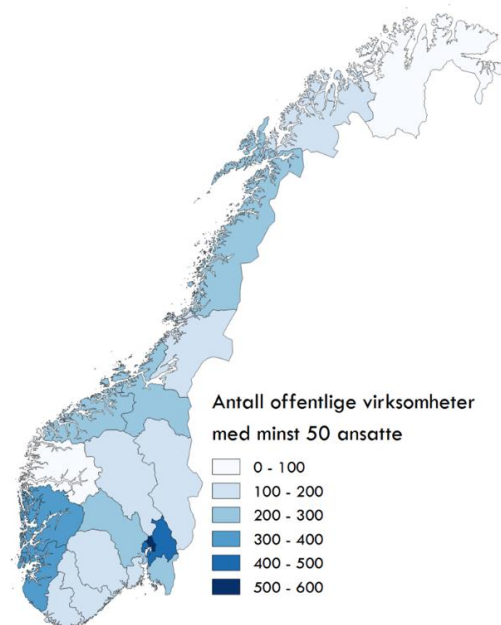 Antall offentlige virksomheter
med minst 50 ansatte
0 - 100
100 - 200
200 - 300
300 - 400
400 - 500
500 - 600